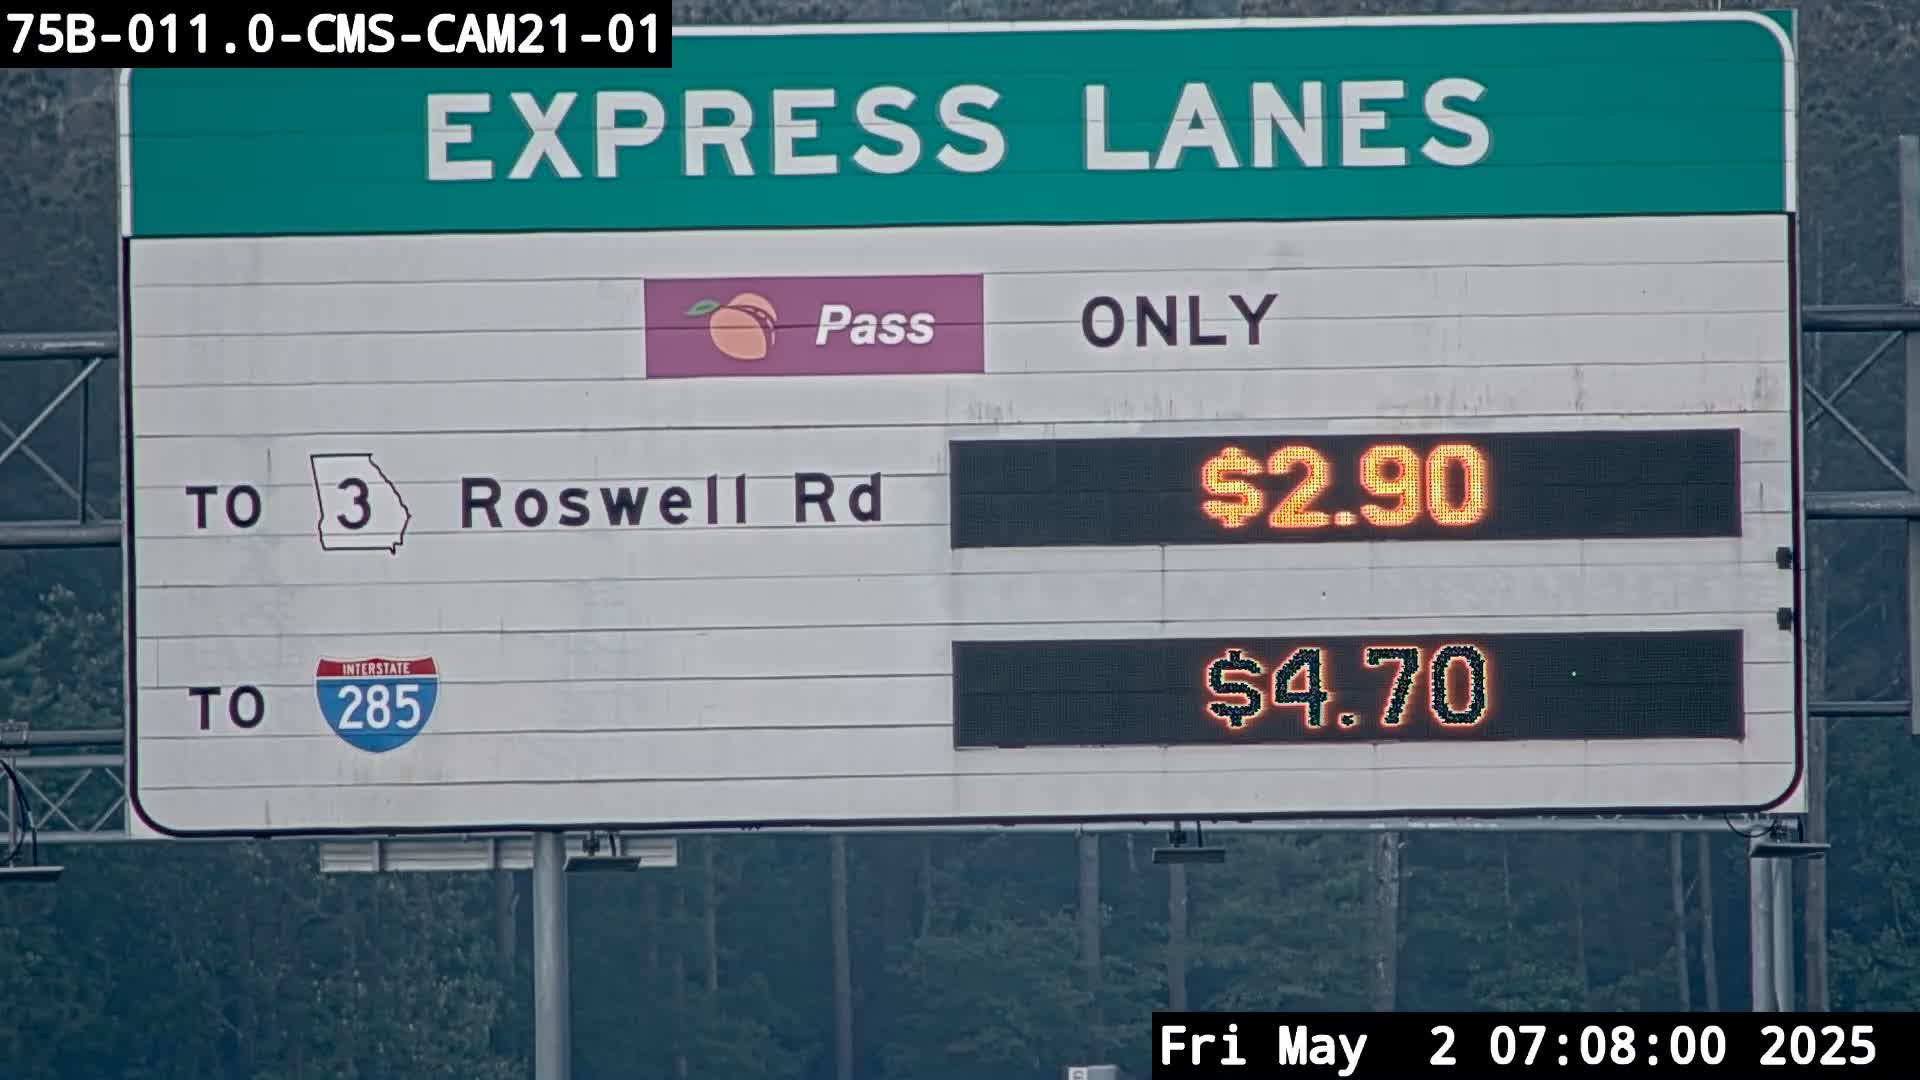 75B-011.0-CMS-CAM21-01
EXPRESS LANES
Pass ONLY
TO 3 Roswell Rd $2.90
TO INTERSTATE 285 $4.70
Fri May 2 07:08:00 2025